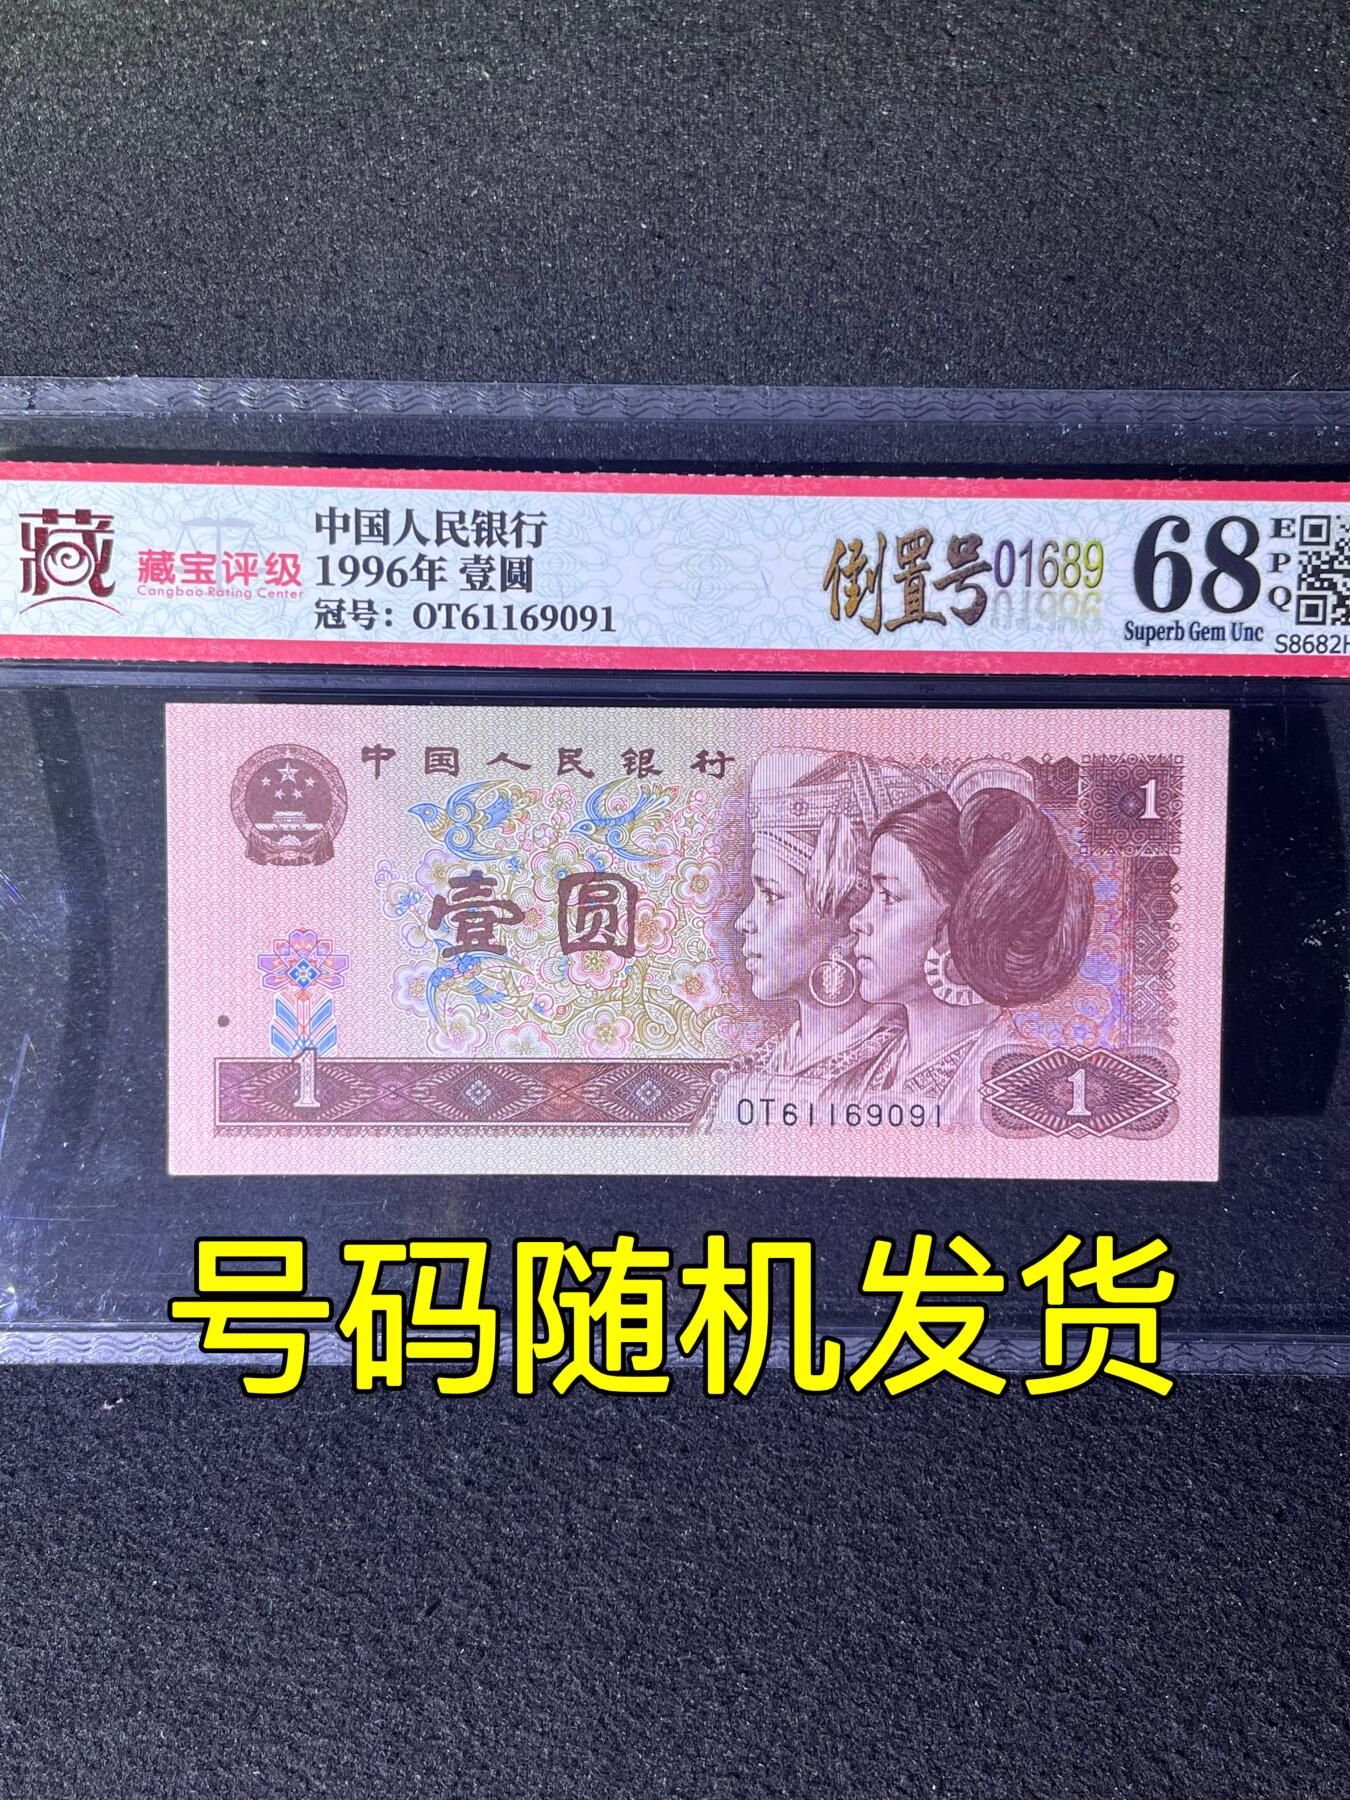 藏
藏宝评级
Cangbao Rating Center
中国人民银行
1996年 壹圆
冠号：OT61169091
倒置号01689
68
EPQ
Superb Gem Unc
S8682H
中国人民银行
壹圆
1
1
1
OT61169091
号码随机发货